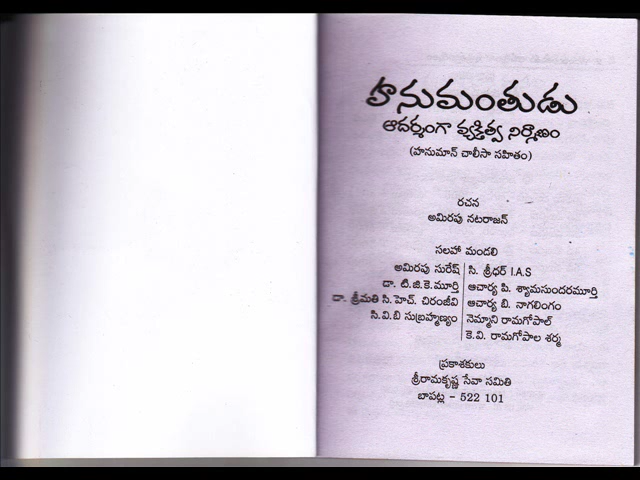 హనుమంతుడు
ఆదర్శంగా వ్యక్తిత్వ నిర్మాణం
(హనుమాన్ చాలీసా సహితం)
రచన
అమిరపు నటరాజన్
సలహా మండలి
అమిరపు సురేష్
డా. టి.జి.కె.మూర్తి
డా. శ్రీమతి సి.హెచ్. చిరంజీవి
సి.వి.బి సుబ్రహ్మణ్యం
సి. శ్రీధర్ I.A.S
ఆచార్య పి. శ్యామసుందరమూర్తి
ఆచార్య బి. నాగలింగం
నెమ్మాని రామగోపాల్
కె.వి. రామగోపాల శర్మ
ప్రకాశకులు
శ్రీరామకృష్ణ సేవా సమితి
బాపట్ల - 522 101